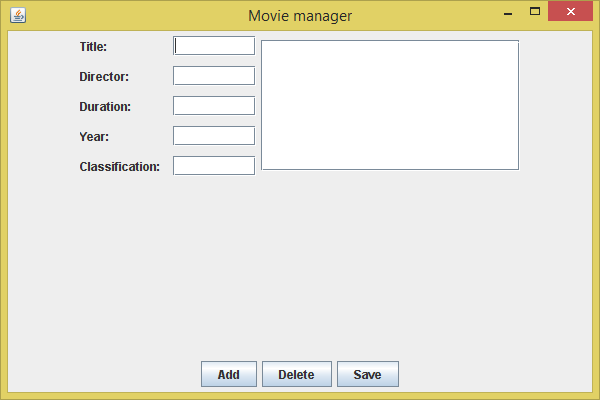 Movie manager
Title:
Director:
Duration:
Year:
Classification:
Add Delete Save